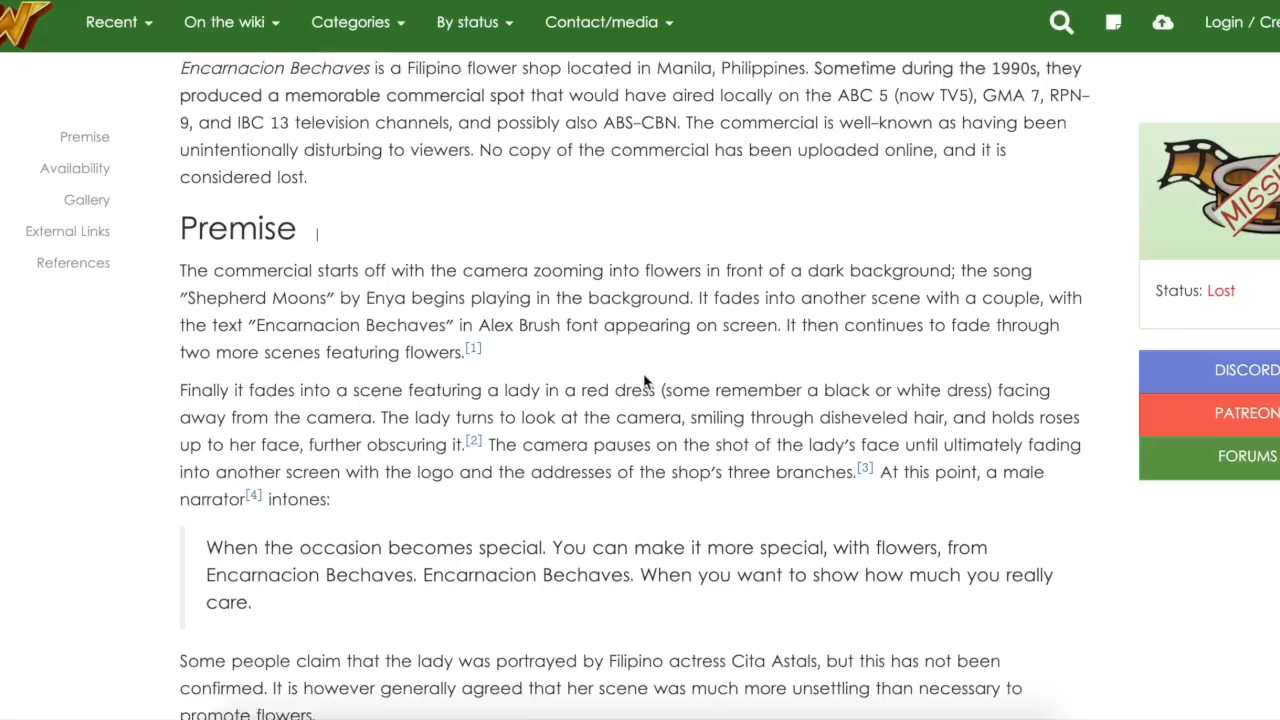 Recent On the wiki Categories By status Contact/media Login / Cre
Encarnacion Bechaves is a Filipino flower shop located in Manila, Philippines. Sometime during the 1990s, they
produced a memorable commercial spot that would have aired locally on the ABC 5 (now TV5), GMA 7, RPN-
9, and IBC 13 television channels, and possibly also ABS-CBN. The commercial is well-known as having been
unintentionally disturbing to viewers. No copy of the commercial has been uploaded online, and it is
considered lost.
Premise
Availability
Gallery
External Links
References
Premise
The commercial starts off with the camera zooming into flowers in front of a dark background; the song
"Shepherd Moons" by Enya begins playing in the background. It fades into another scene with a couple, with
the text "Encarnacion Bechaves" in Alex Brush font appearing on screen. It then continues to fade through
two more scenes featuring flowers.[1]
Finally it fades into a scene featuring a lady in a red dress (some remember a black or white dress) facing
away from the camera. The lady turns to look at the camera, smiling through disheveled hair, and holds roses
up to her face, further obscuring it.[2] The camera pauses on the shot of the lady's face until ultimately fading
into another screen with the logo and the addresses of the shop's three branches.[3] At this point, a male
narrator[4] intones:
When the occasion becomes special. You can make it more special, with flowers, from
Encarnacion Bechaves. Encarnacion Bechaves. When you want to show how much you really
care.
Some people claim that the lady was portrayed by Filipino actress Cita Astals, but this has not been
confirmed. It is however generally agreed that her scene was much more unsettling than necessary to
promote flowers.
MISSI
Status: Lost
DISCORD
PATREON
FORUMS